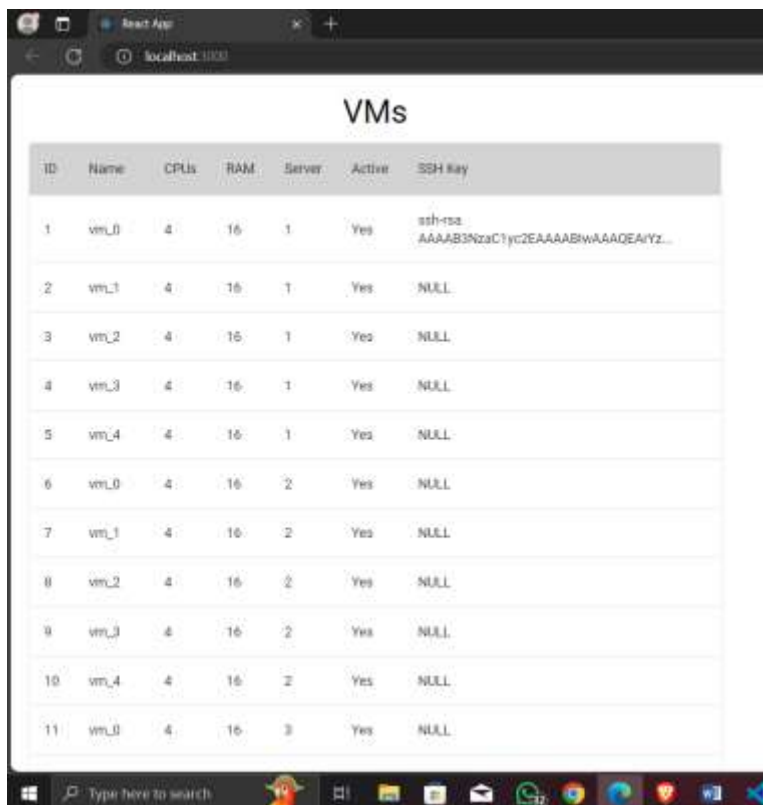 React App
localhost:3000
VMs
ID Name CPUs RAM Server Active SSH Key
1 vm_0 4 16 1 Yes ssh-rsa
AAAAB3NzaC1yc2EAAAABIwAAAQEArYz...
2 vm_1 4 16 1 Yes NULL
3 vm_2 4 16 1 Yes NULL
4 vm_3 4 16 1 Yes NULL
5 vm_4 4 16 1 Yes NULL
6 vm_0 4 16 2 Yes NULL
7 vm_1 4 16 2 Yes NULL
8 vm_2 4 16 2 Yes NULL
9 vm_3 4 16 2 Yes NULL
10 vm_4 4 16 2 Yes NULL
11 vm_0 4 16 3 Yes NULL
Type here to search